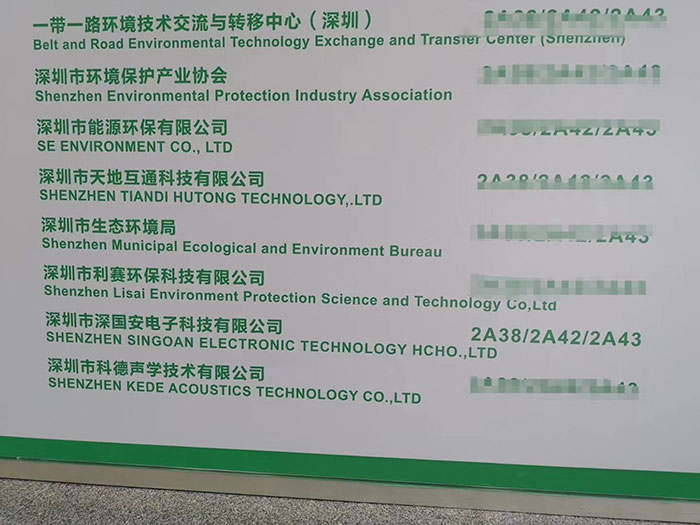 一带一路环境技术交流与转移中心（深圳）
Belt and Road Environmental Technology Exchange and Transfer Center (Shenzhen)
深圳市环境保护产业协会
Shenzhen Environmental Protection Industry Association
深圳市能源环保有限公司
SE ENVIRONMENT CO., LTD
深圳市天地互通科技有限公司
SHENZHEN TIANDI HUTONG TECHNOLOGY,.LTD
深圳市生态环境局
Shenzhen Municipal Ecological and Environment Bureau
深圳市利赛环保科技有限公司
Shenzhen Lisai Environment Protection Science and Technology Co,Ltd
深圳市深国安电子科技有限公司 2A38/2A42/2A43
SHENZHEN SINGOAN ELECTRONIC TECHNOLOGY HCHO.,LTD
深圳市科德声学技术有限公司
SHENZHEN KEDE ACOUSTICS TECHNOLOGY CO.,LTD